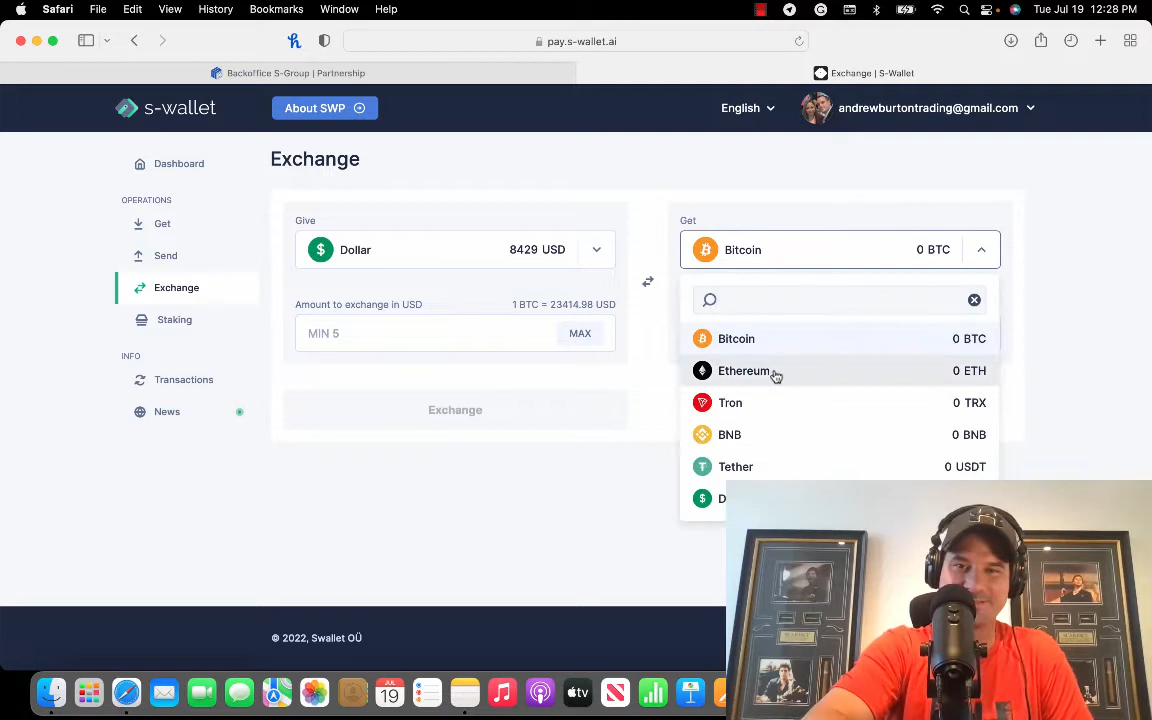 Safari File Edit View History Bookmarks Window Help Tue Jul 19 12:28 PM
pay.s-wallet.ai
Backoffice S-Group | Partnership Exchange | S-Wallet
s-wallet About SWP English andrewburtontrading@gmail.com
Exchange
Dashboard
OPERATIONS
Get
Send
Exchange
Staking
INFO
Transactions
News
Give
Dollar 8429 USD
Amount to exchange in USD 1 BTC = 23414.98 USD
MIN 5 MAX
Exchange
Get
Bitcoin 0 BTC
Bitcoin 0 BTC
Ethereum 0 ETH
Tron 0 TRX
BNB 0 BNB
Tether 0 USDT
D
© 2022, Swallet OÜ
JUL
19
tv